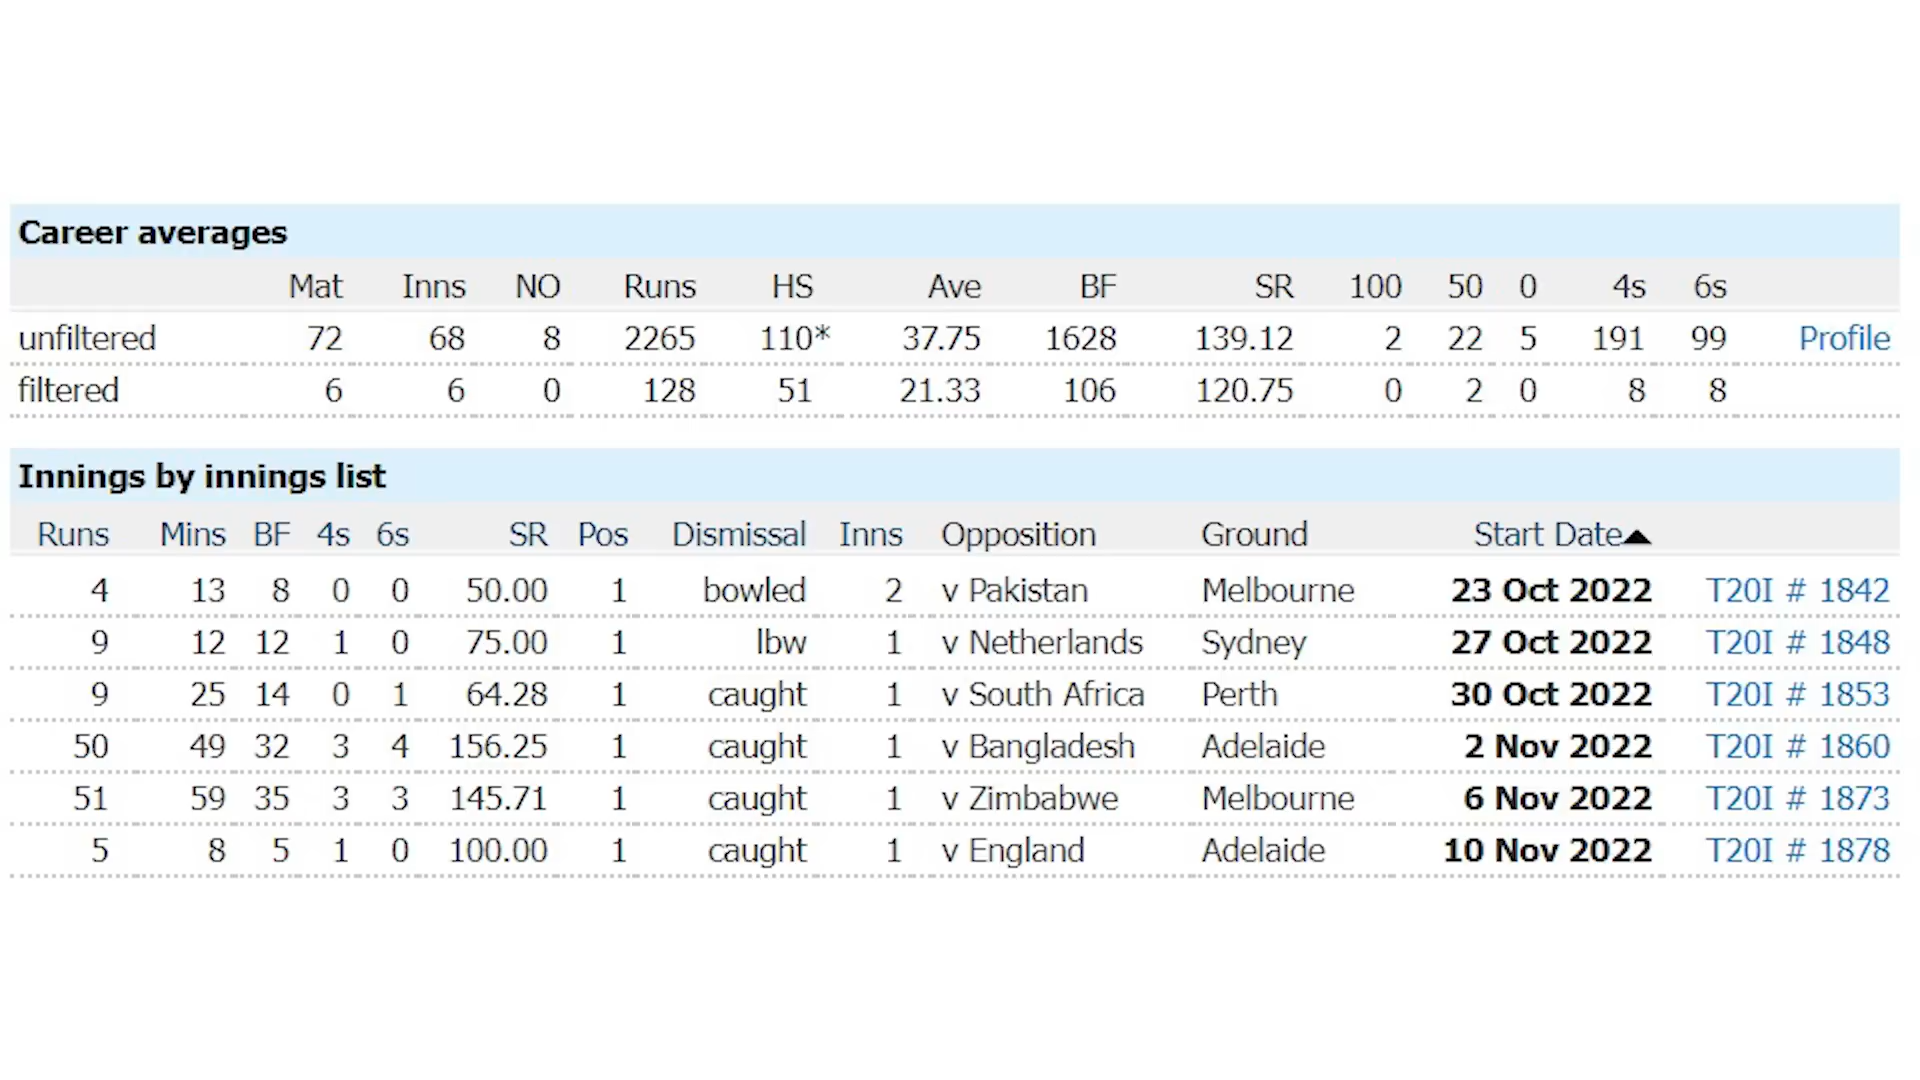 Career averages
Mat Inns NO Runs HS Ave BF SR 100 50 0 4s 6s
unfiltered 72 68 8 2265 110* 37.75 1628 139.12 2 22 5 191 99 Profile
filtered 6 6 0 128 51 21.33 106 120.75 0 2 0 8 8
Innings by innings list
Runs Mins BF 4s 6s SR Pos Dismissal Inns Opposition Ground Start Date▲
4 13 8 0 0 50.00 1 bowled 2 v Pakistan Melbourne 23 Oct 2022 T20I # 1842
9 12 12 1 0 75.00 1 lbw 1 v Netherlands Sydney 27 Oct 2022 T20I # 1848
9 25 14 0 1 64.28 1 caught 1 v South Africa Perth 30 Oct 2022 T20I # 1853
50 49 32 3 4 156.25 1 caught 1 v Bangladesh Adelaide 2 Nov 2022 T20I # 1860
51 59 35 3 3 145.71 1 caught 1 v Zimbabwe Melbourne 6 Nov 2022 T20I # 1873
5 8 5 1 0 100.00 1 caught 1 v England Adelaide 10 Nov 2022 T20I # 1878